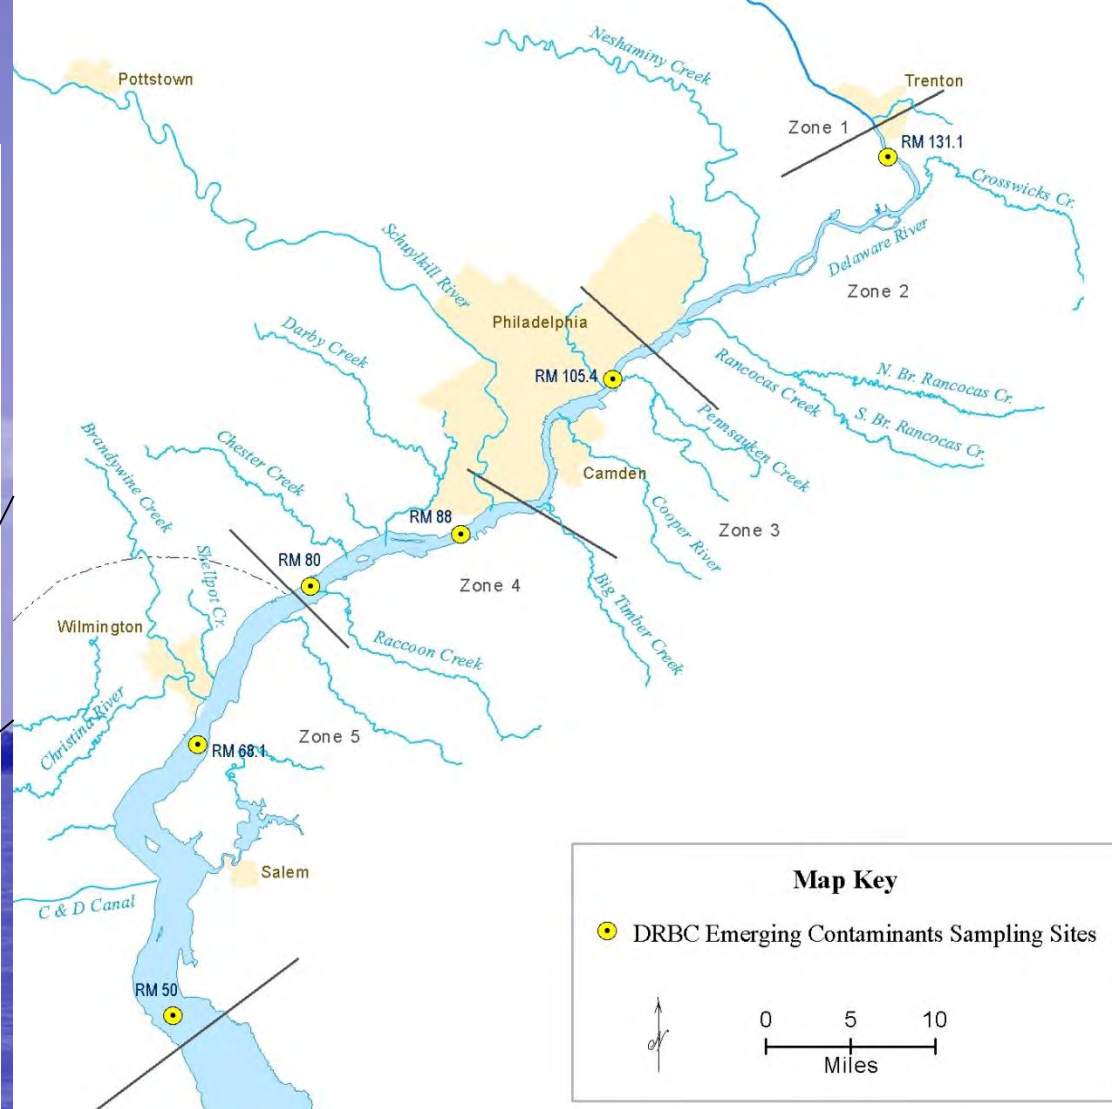 Neshaminy Creek
Pottstown
Trenton
Zone 1
RM 131.1
Crosswicks Cr.
Schuylkill River
Delaware River
Zone 2
Philadelphia
Darby Creek
RM 105.4
Rancocas Creek
N. Br. Rancocas Cr.
S. Br. Rancocas Cr.
Pennsauken Creek
Brandywine Creek
Chester Creek
Camden
Cooper River
RM 88
Zone 3
Shellpot Cr.
RM 80
Zone 4
Big Timber Creek
Wilmington
Raccoon Creek
Christina River
Zone 5
RM 68.1
Salem
C & D Canal
RM 50
Map Key
DRBC Emerging Contaminants Sampling Sites
N
0 5 10
Miles